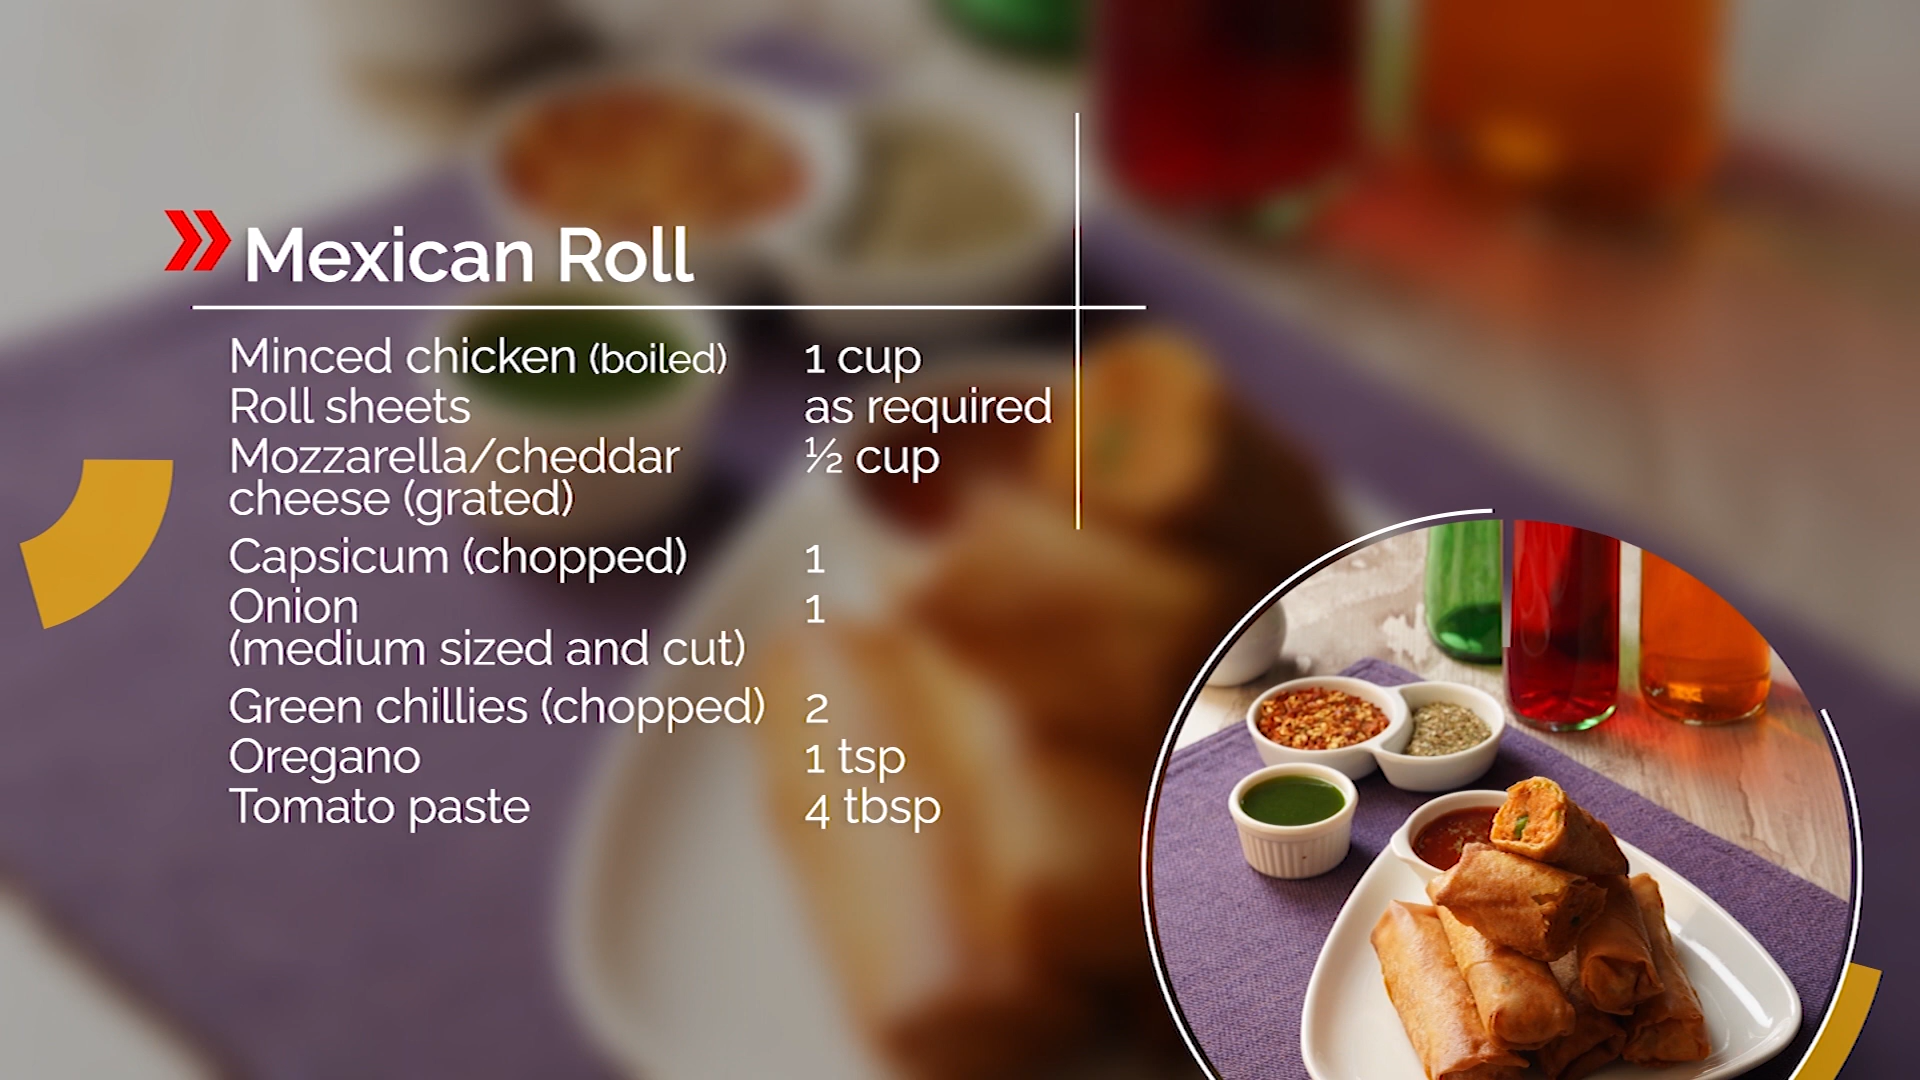 Mexican Roll
Minced chicken (boiled) 1 cup
Roll sheets as required
Mozzarella/cheddar ½ cup
cheese (grated)
Capsicum (chopped) 1
Onion 1
(medium sized and cut)
Green chillies (chopped) 2
Oregano 1 tsp
Tomato paste 4 tbsp